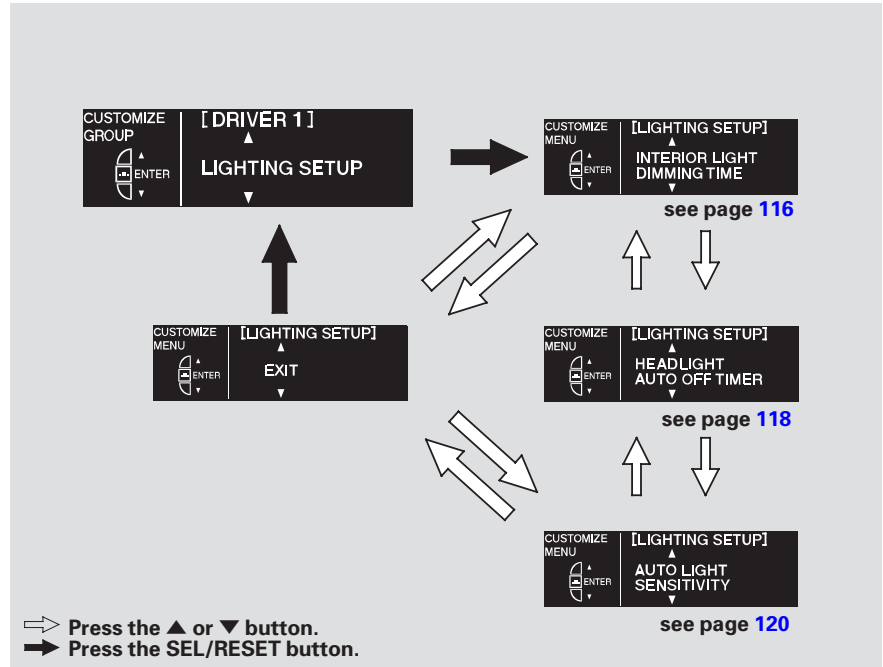 CUSTOMIZE
GROUP
ENTER
[DRIVER 1]
▲
LIGHTING SETUP
▼
CUSTOMIZE
MENU
ENTER
[LIGHTING SETUP]
▲
INTERIOR LIGHT
DIMMING TIME
▼
see page 116
CUSTOMIZE
MENU
ENTER
[LIGHTING SETUP]
▲
EXIT
▼
CUSTOMIZE
MENU
ENTER
[LIGHTING SETUP]
▲
HEADLIGHT
AUTO OFF TIMER
▼
see page 118
CUSTOMIZE
MENU
ENTER
[LIGHTING SETUP]
▲
AUTO LIGHT
SENSITIVITY
▼
see page 120
Press the ▲ or ▼ button.
Press the SEL/RESET button.